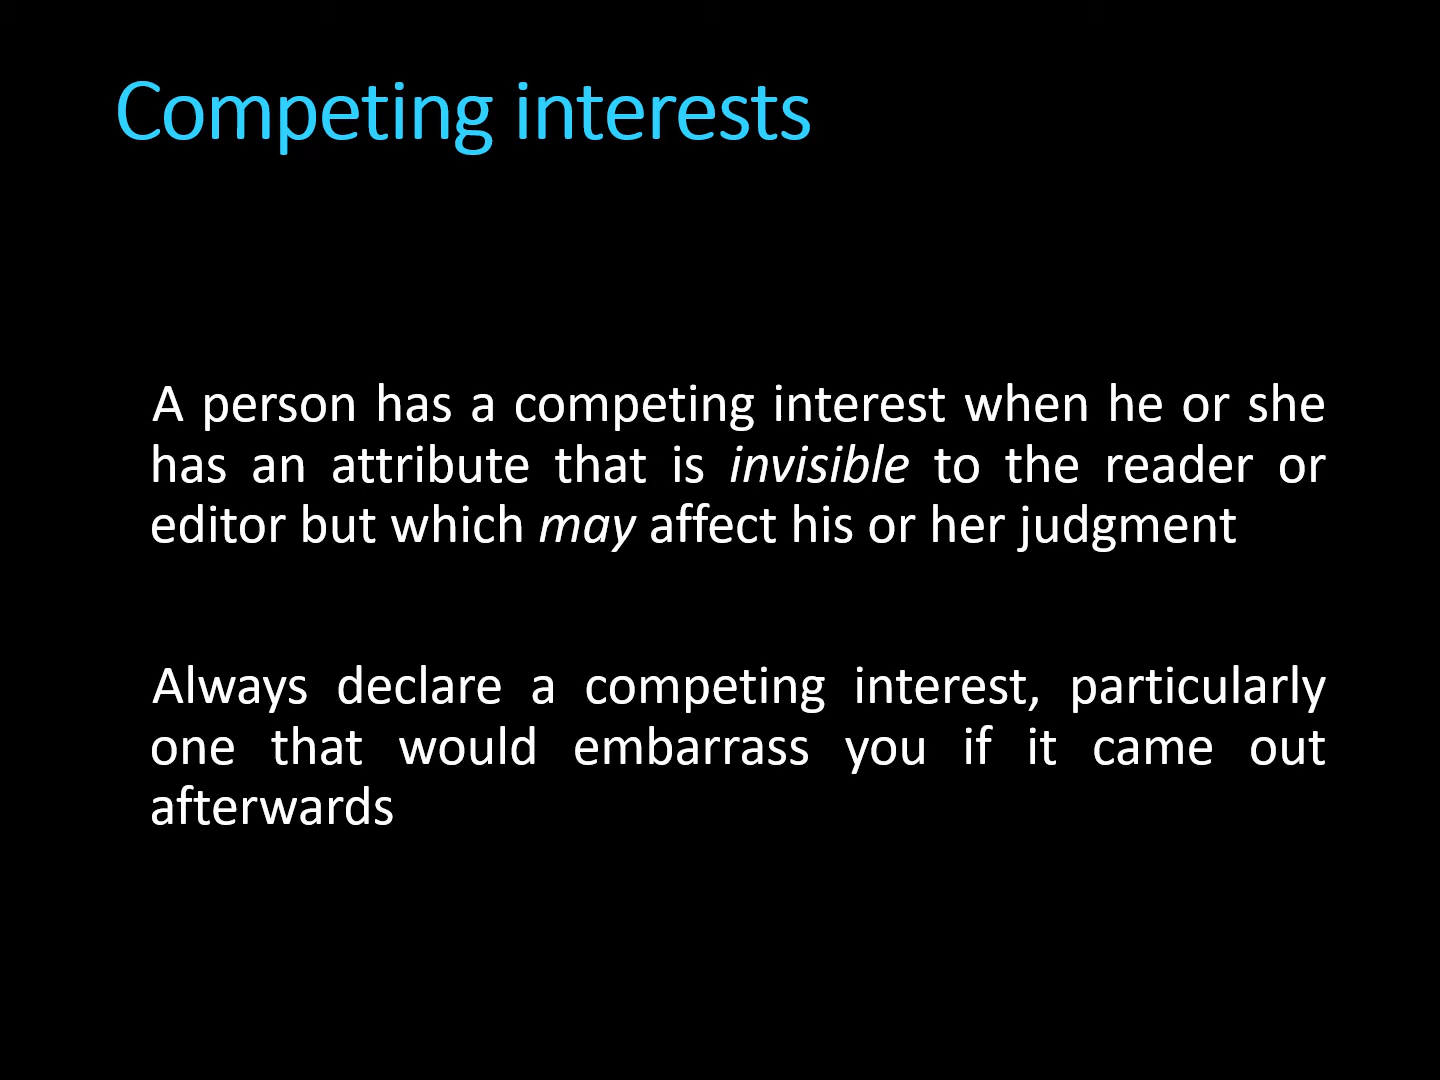 Competing interests
A person has a competing interest when he or she
has an attribute that is invisible to the reader or
editor but which may affect his or her judgment
Always declare a competing interest, particularly
one that would embarrass you if it came out
afterwards